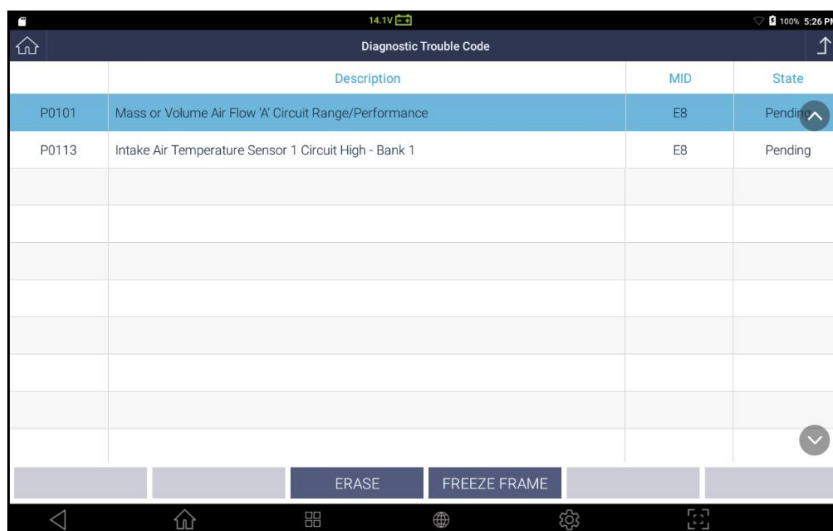 14.1V
100% 5:26 PM
Diagnostic Trouble Code
Description MID State
P0101 Mass or Volume Air Flow 'A' Circuit Range/Performance E8 Pending
P0113 Intake Air Temperature Sensor 1 Circuit High - Bank 1 E8 Pending
ERASE FREEZE FRAME